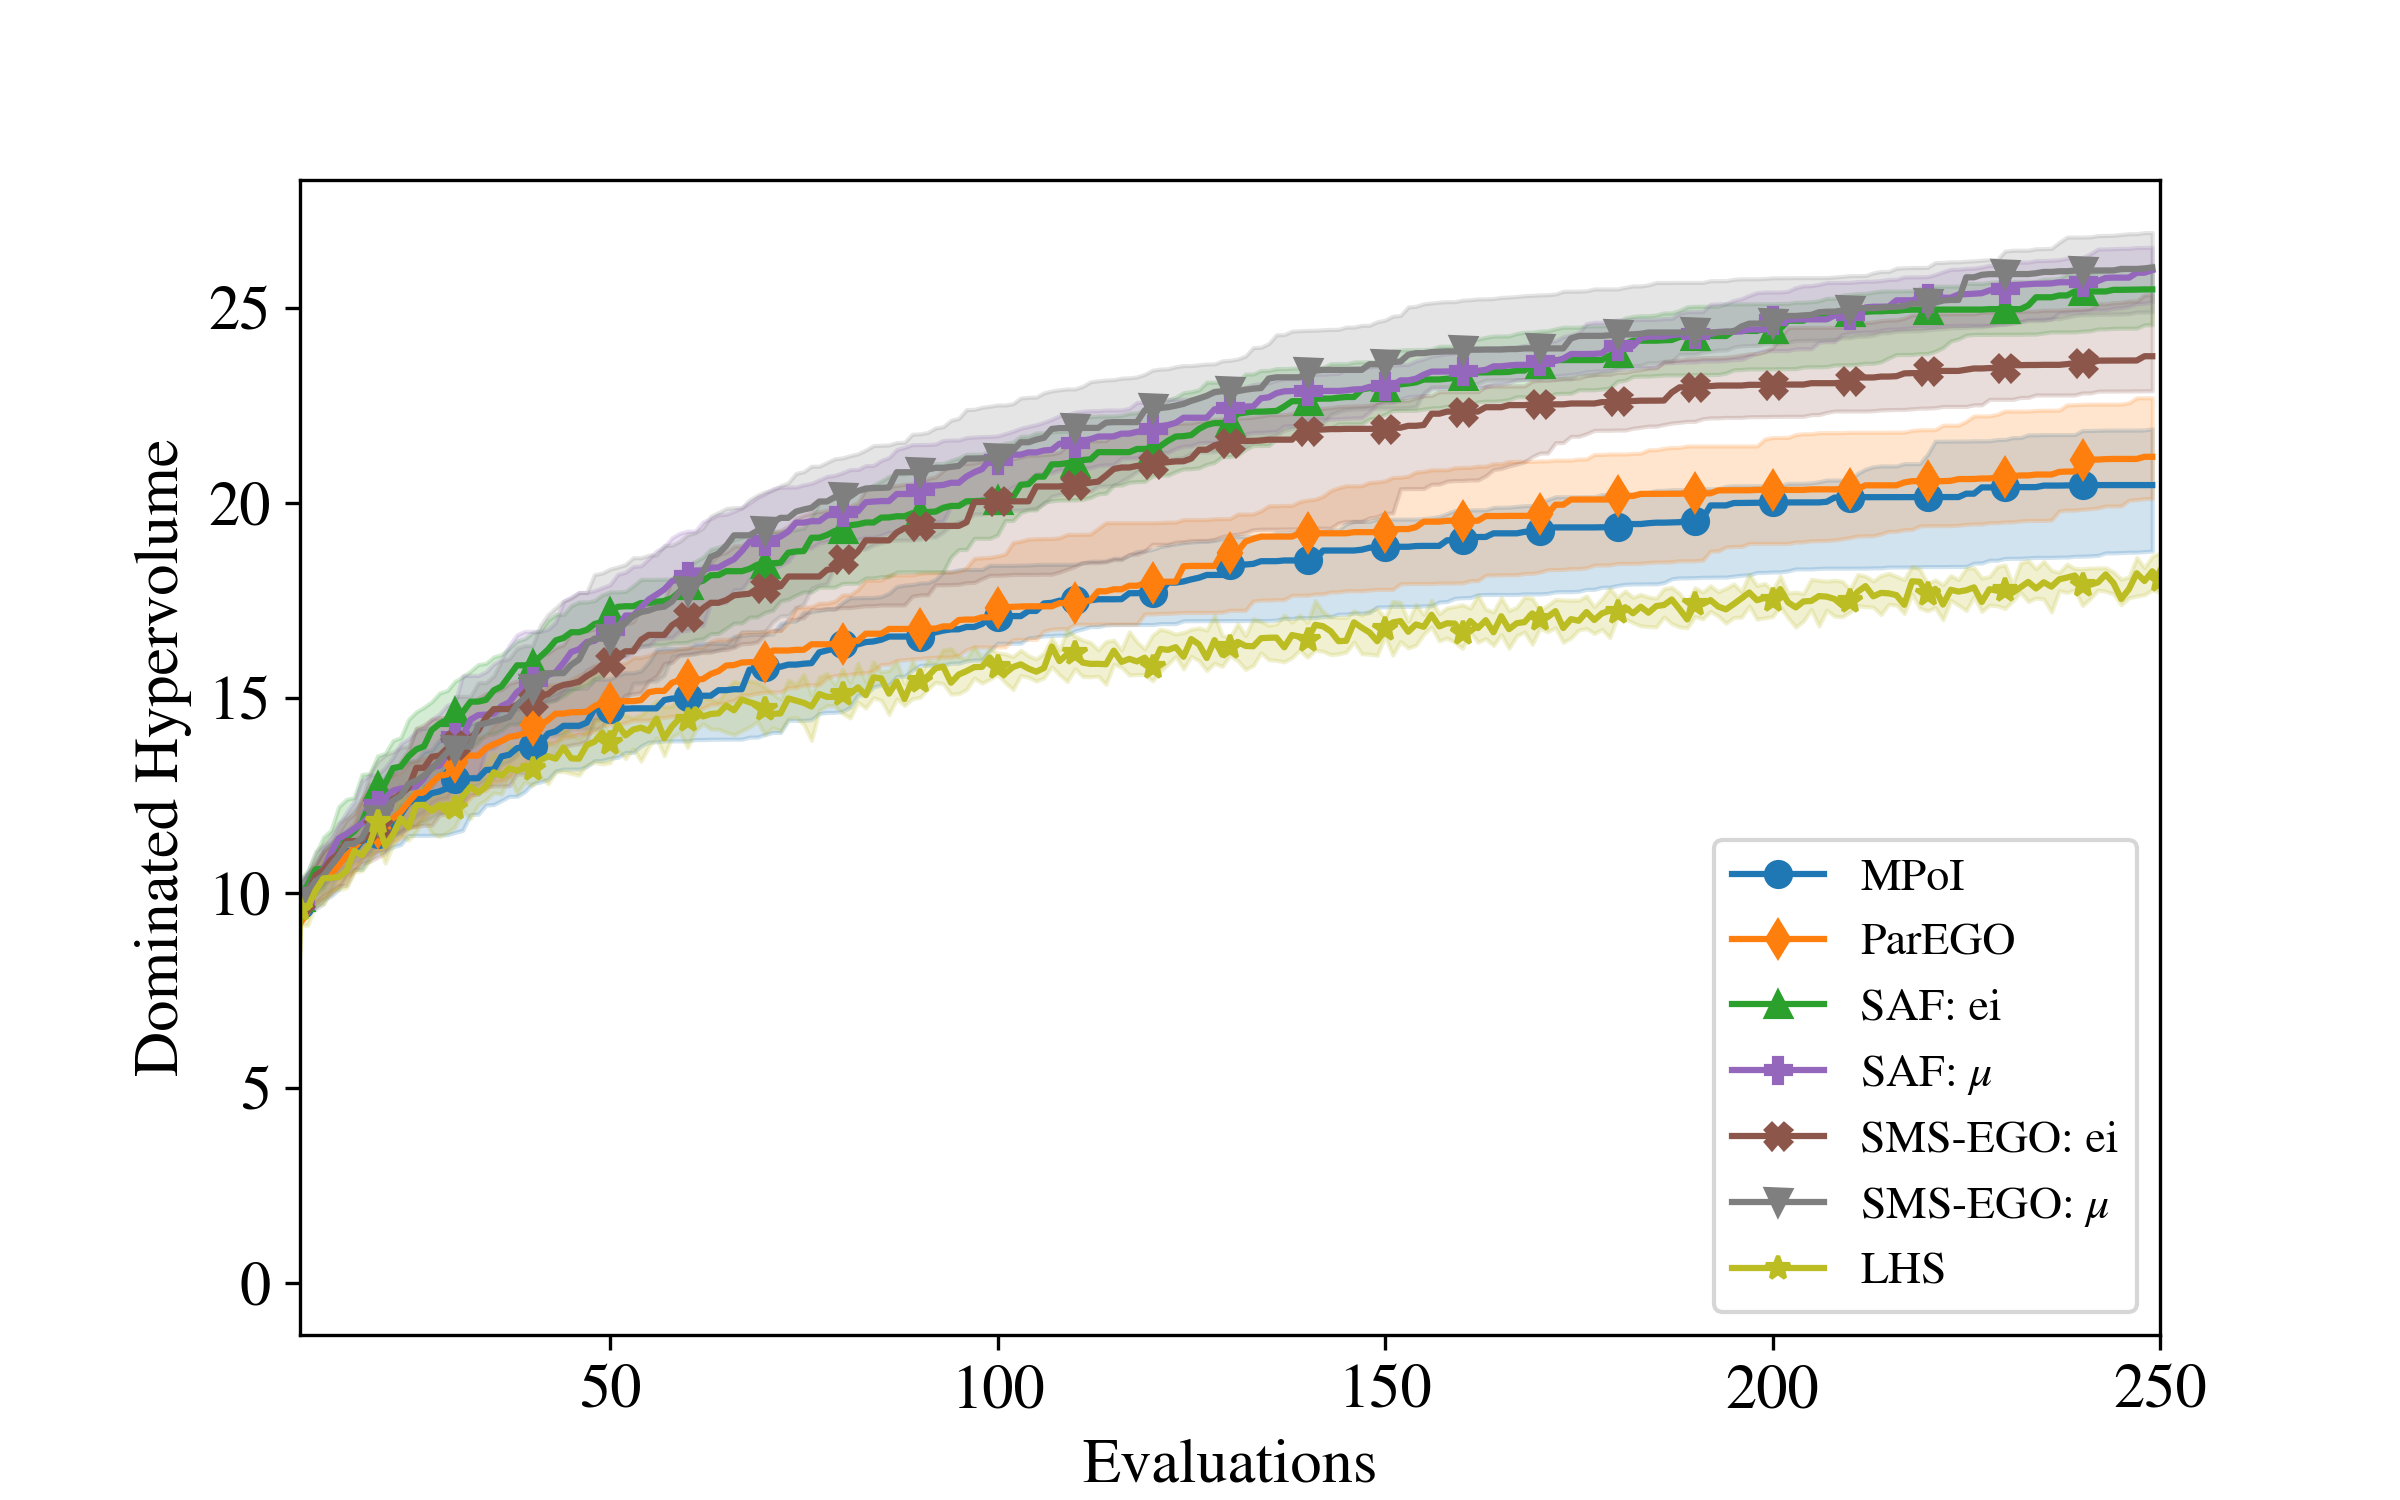 Dominated Hypervolume
25
20
15
10
5
0
50
100
150
200
250
Evaluations
MPoI
ParEGO
SAF: ei
SAF: μ
SMS-EGO: ei
SMS-EGO: μ
LHS